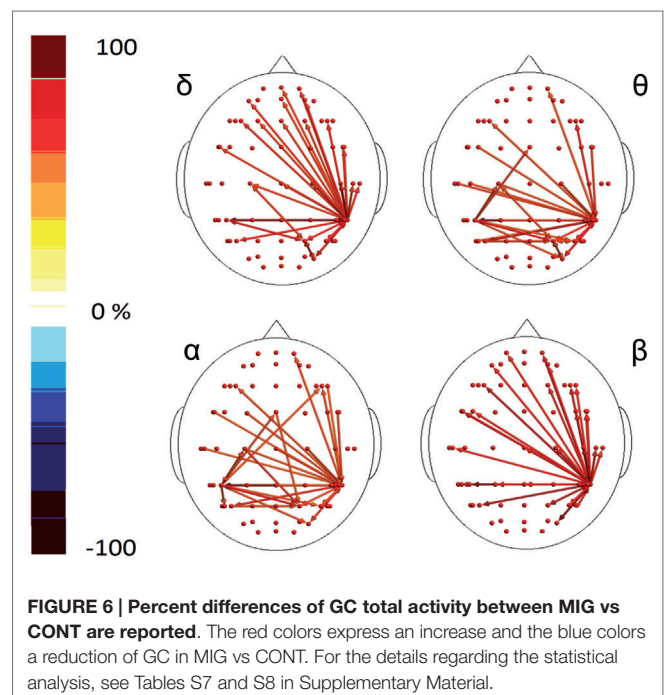 100
δ
θ
0 %
α
β
-100
FIGURE 6 | Percent differences of GC total activity between MIG vs
CONT are reported. The red colors express an increase and the blue colors
a reduction of GC in MIG vs CONT. For the details regarding the statistical
analysis, see Tables S7 and S8 in Supplementary Material.